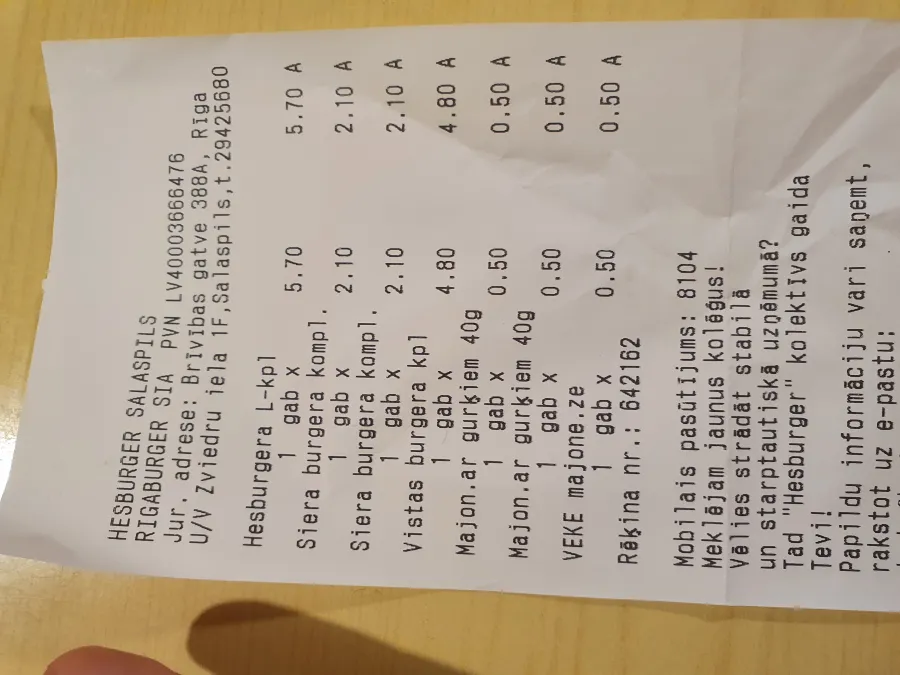 HESBURGER SALASPILS
RIGABURGER SIA PVN LV40003666476
Jur. adrese: Brīvības gatve 388A, Rīga
U/V Zviedru iela 1F,Salaspils,t.29425680
Hesburgera L-kpl
1 gab x 5.70 5.70 A
Siera burgera kompl.
1 gab x 2.10 2.10 A
Siera burgera kompl.
1 gab x 2.10 2.10 A
Vistas burgera kpl
1 gab x 4.80 4.80 A
Majon.ar gurķiem 40g
1 gab x 0.50 0.50 A
Majon.ar gurķiem 40g
1 gab x 0.50 0.50 A
VEKE majone.ze
1 gab x 0.50 0.50 A
Rēķina nr.: 642162
Mobilais pasūtījums: 8104
Meklējam jaunus kolēģus!
Vēlies strādāt stabilā
un starptautiskā uzņēmumā?
Tad "Hesburger" kolektīvs gaida
Tevi!
Papildu informāciju vari saņemt,
rakstot uz e-pastu: